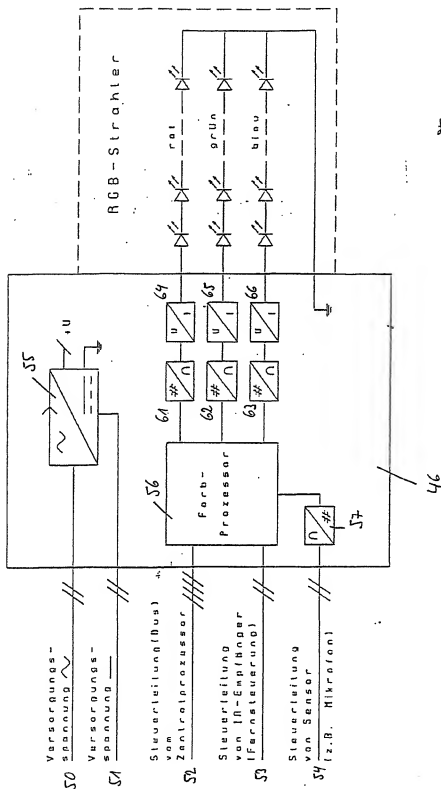 Versorgungs-
spannung ~
50
Versorgungs-
spannung
51
Steuerleitung (Bus)
vom
Zentralprozessor
52
Steuerleitung
von IR-Empfänger
(Fernsteuerung)
53
Steuerleitung
von Sensor
(z.B. Mikrofon)
54
55
~
+U
56
Farb-
Prozessor
57
U
#
61
#
U
64
U
I
62
#
U
65
U
I
63
#
U
66
U
I
46
RGB-Strahler
rot
grün
blau